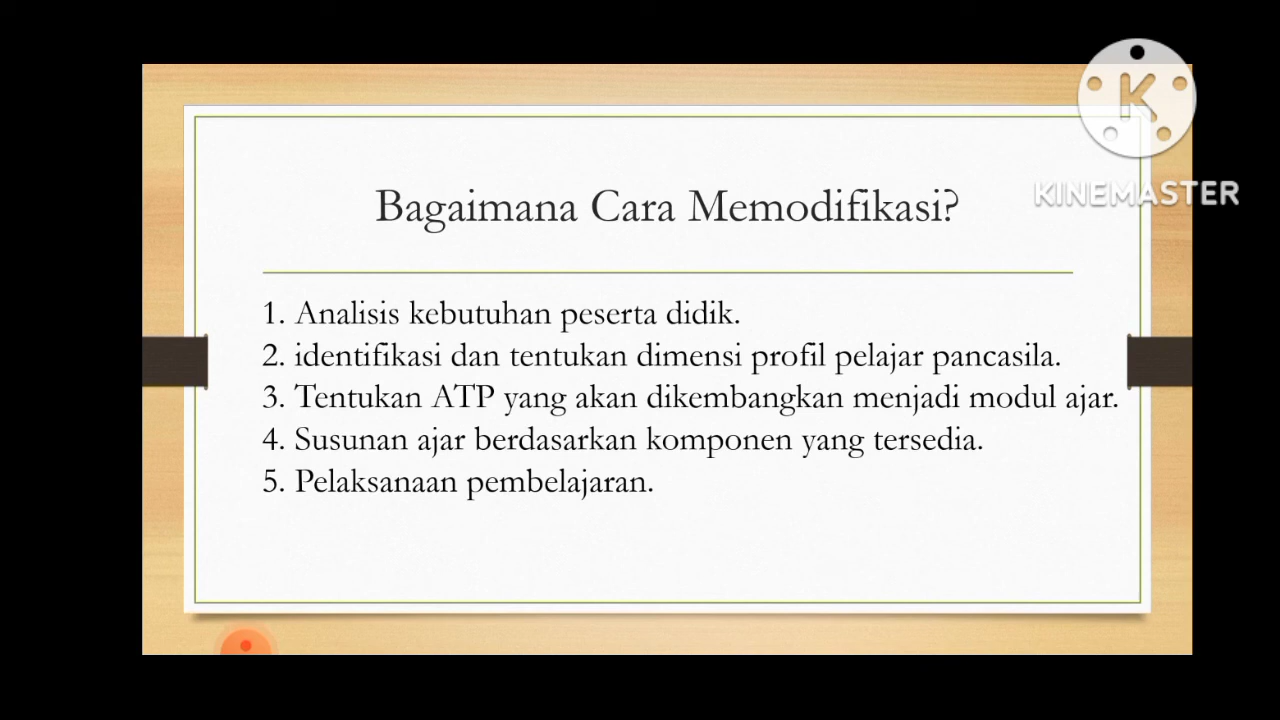 Bagaimana Cara Memodifikasi?
KINEMASTER
1. Analisis kebutuhan peserta didik.
2. identifikasi dan tentukan dimensi profil pelajar pancasila.
3. Tentukan ATP yang akan dikembangkan menjadi modul ajar.
4. Susunan ajar berdasarkan komponen yang tersedia.
5. Pelaksanaan pembelajaran.